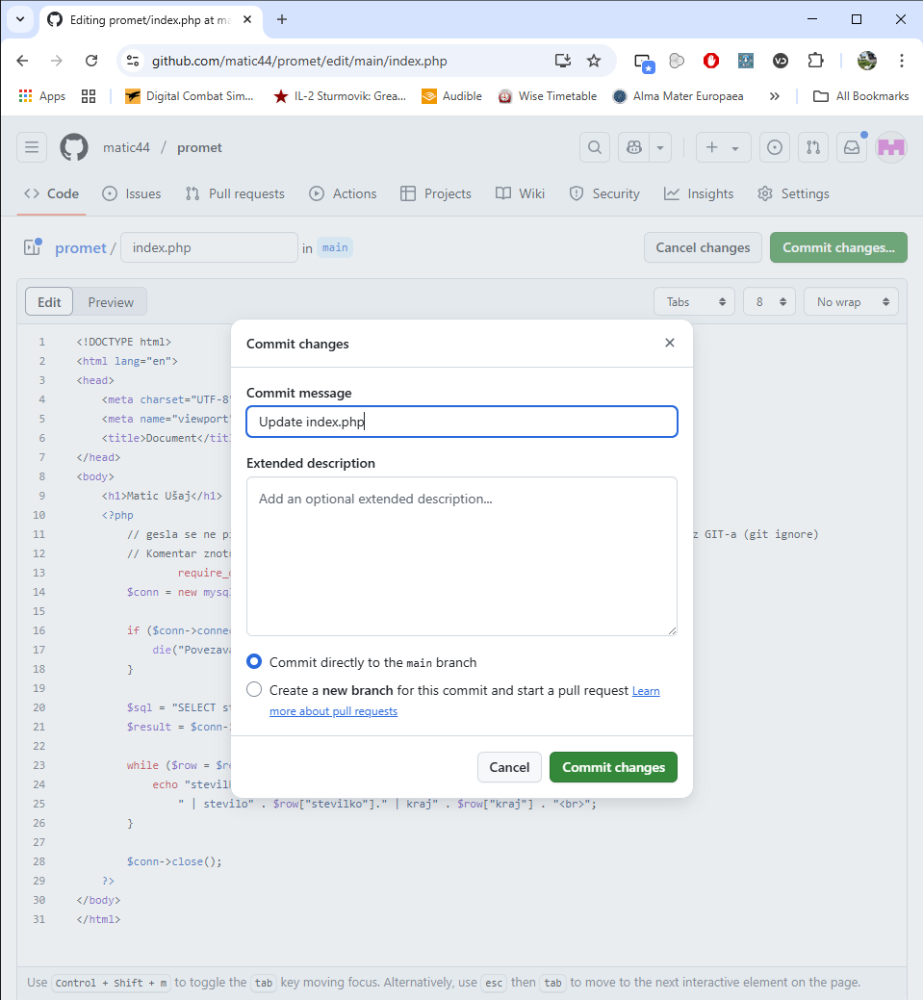 Editing promet/index.php at ma
github.com/matic44/promet/edit/main/index.php
Apps Digital Combat Sim... IL-2 Sturmovik: Grea... Audible Wise Timetable Alma Mater Europaea » All Bookmarks
matic44 / promet
Code Issues Pull requests Actions Projects Wiki Security Insights Settings
promet / index.php in main Cancel changes Commit changes...
Edit Preview Tabs 8 No wrap
Commit changes
Commit message
Update index.php
Extended description
Add an optional extended description...
Commit directly to the main branch
Create a new branch for this commit and start a pull request Learn
more about pull requests
Cancel Commit changes
1 <!DOCTYPE html>
2 <html lang="en">
3 <head>
4 <meta charset="UTF-8"
5 <meta name="viewport"
6 <title>Document</tit
7 </head>
8 <body>
9 <h1>Matic Ušaj</h1>
10 <?php
11 // gesla se ne p z GIT-a (git ignore)
12 // Komentar znot
13 require_
14 $conn = new mysq
15
16 if ($conn->conne
17 die("Povezava
18 }
19
20 $sql = "SELECT st
21 $result = $conn-
22
23 while ($row = $re
24 echo "stevil
25 " | stevilo" . $row["stevilko"]." | kraj" . $row["kraj"] . "<br>";
26 }
27
28 $conn->close();
29 ?>
30 </body>
31 </html>
Use Control + Shift + m to toggle the tab key moving focus. Alternatively, use esc then tab to move to the next interactive element on the page.